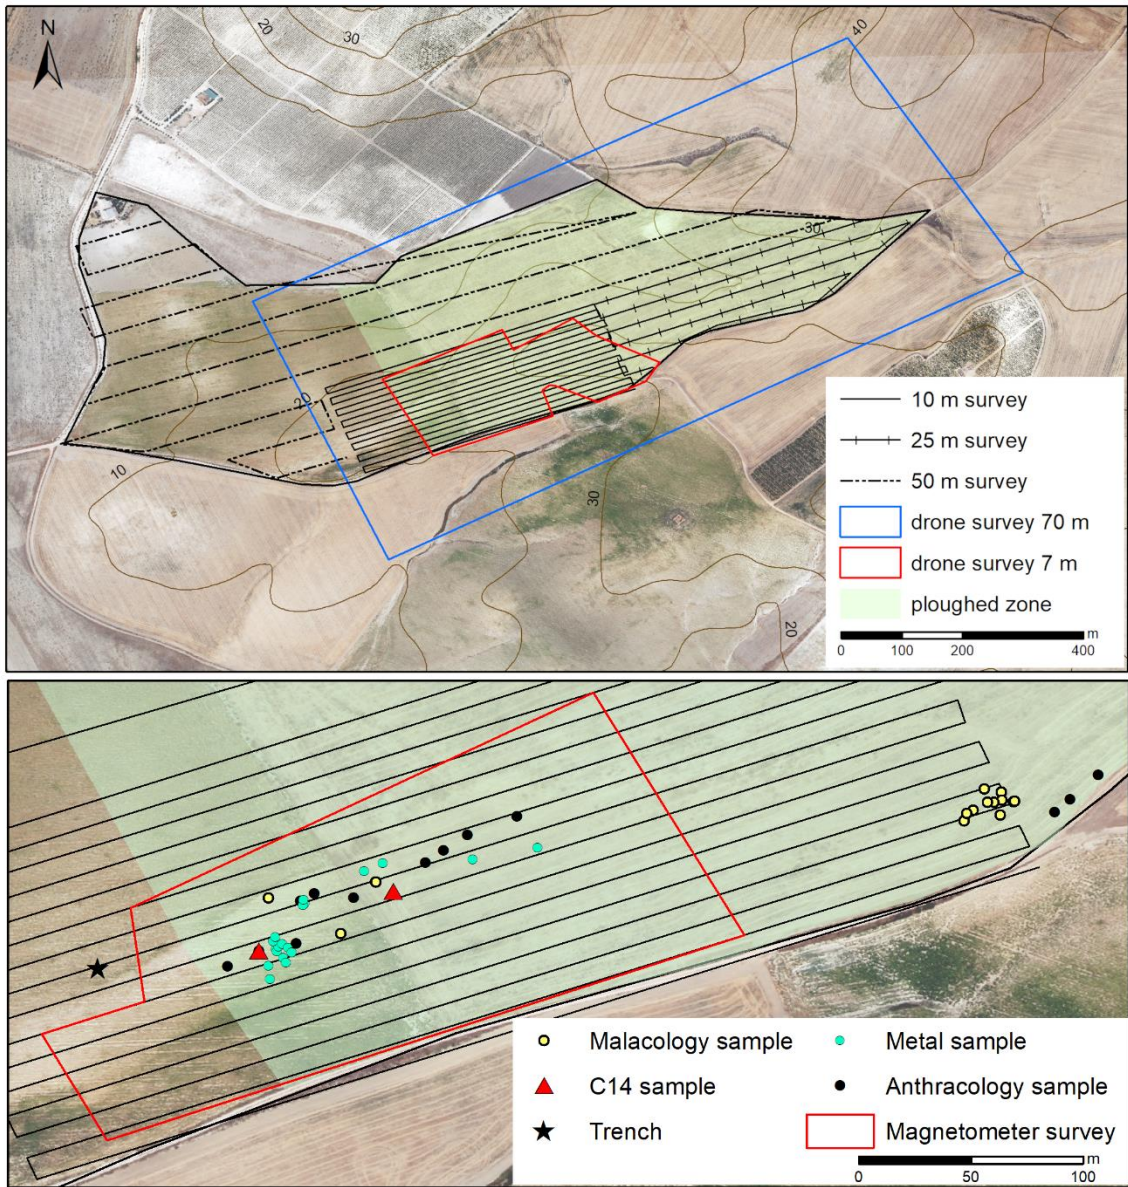 N
20
30
40
30
20
10
30
20
10 m survey
25 m survey
50 m survey
drone survey 70 m
drone survey 7 m
ploughed zone
m
0 100 200 400
Malacology sample
Metal sample
C14 sample
Anthracology sample
Trench
Magnetometer survey
m
0 50 100